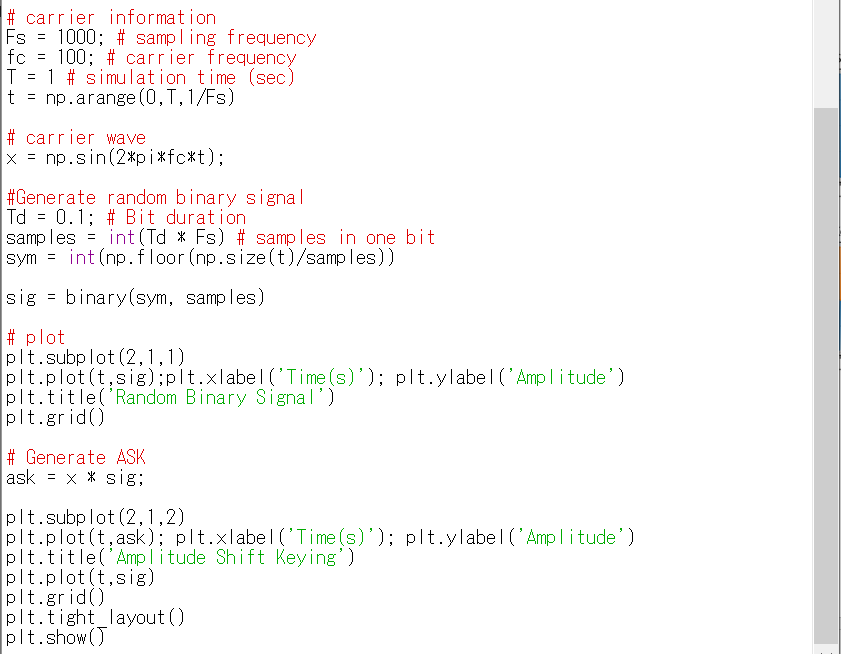 # carrier information
Fs = 1000; # sampling frequency
fc = 100; # carrier frequency
T = 1 # simulation time (sec)
t = np.arange(0,T,1/Fs)
# carrier wave
x = np.sin(2*pi*fc*t);
#Generate random binary signal
Td = 0.1; # Bit duration
samples = int(Td * Fs) # samples in one bit
sym = int(np.floor(np.size(t)/samples))
sig = binary(sym, samples)
# plot
plt.subplot(2,1,1)
plt.plot(t,sig);plt.xlabel('Time(s)'); plt.ylabel('Amplitude')
plt.title('Random Binary Signal')
plt.grid()
# Generate ASK
ask = x * sig;
plt.subplot(2,1,2)
plt.plot(t,ask); plt.xlabel('Time(s)'); plt.ylabel('Amplitude')
plt.title('Amplitude Shift Keying')
plt.plot(t,sig)
plt.grid()
plt.tight_layout()
plt.show()